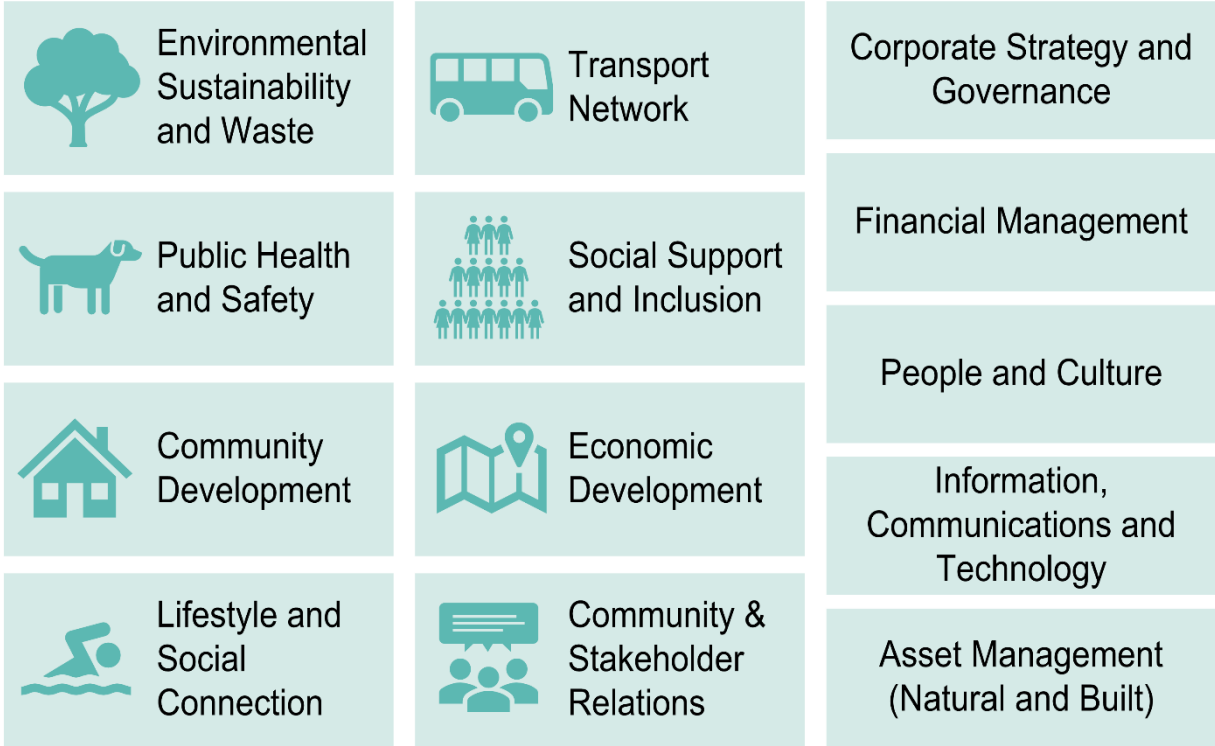 Environmental
Sustainability
and Waste
Transport
Network
Corporate Strategy and
Governance
Public Health
and Safety
Social Support
and Inclusion
Financial Management
People and Culture
Community
Development
Economic
Development
Information,
Communications and
Technology
Lifestyle and
Social
Connection
Community &
Stakeholder
Relations
Asset Management
(Natural and Built)